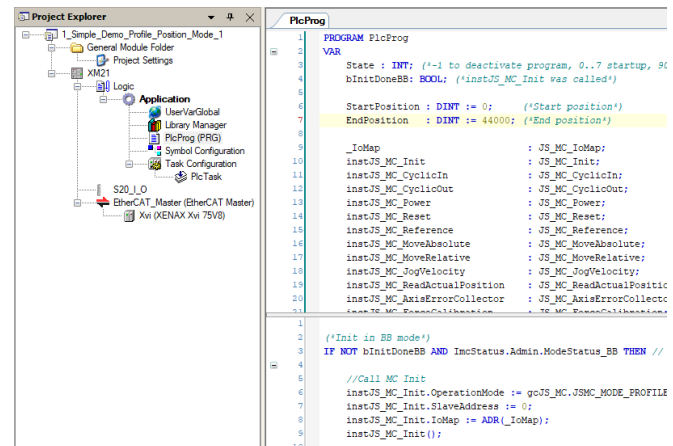 Project Explorer
1_Simple_Demo_Profile_Position_Mode_1
General Module Folder
Project Settings
XM21
Logic
Application
UserVarGlobal
Library Manager
PlcProg (PRG)
Symbol Configuration
Task Configuration
PlcTask
S20_I_O
EtherCAT_Master (EtherCAT Master)
Xvi (XENAX Xvi 75V8)
PlcProg
1 PROGRAM PlcProg
2 VAR
3 State : INT; (*-1 to deactivate program, 0..7 startup, 90
4 bInitDoneBB: BOOL; (*instJS_MC_Init was called*)
5
6 StartPosition : DINT := 0; (*Start position*)
7 EndPosition : DINT := 44000; (*End position*)
8
9 _IoMap : JS_MC_IoMap;
10 instJS_MC_Init : JS_MC_Init;
11 instJS_MC_CyclicIn : JS_MC_CyclicIn;
12 instJS_MC_CyclicOut : JS_MC_CyclicOut;
13 instJS_MC_Power : JS_MC_Power;
14 instJS_MC_Reset : JS_MC_Reset;
15 instJS_MC_Reference : JS_MC_Reference;
16 instJS_MC_MoveAbsolute : JS_MC_MoveAbsolute;
17 instJS_MC_MoveRelative : JS_MC_MoveRelative;
18 instJS_MC_JogVelocity : JS_MC_JogVelocity;
19 instJS_MC_ReadActualPosition : JS_MC_ReadActualPositio
20 instJS_MC_AxisErrorCollector : JS_MC_AxisErrorCollecto
1
2 (*Init in BB mode*)
3 IF NOT bInitDoneBB AND ImcStatus.Admin.ModeStatus_BB THEN //
4
5 //Call MC Init
6 instJS_MC_Init.OperationMode := gcJS_MC.JSMC_MODE_PROFILE
7 instJS_MC_Init.SlaveAddress := 0;
8 instJS_MC_Init.IoMap := ADR(_IoMap);
9 instJS_MC_Init();